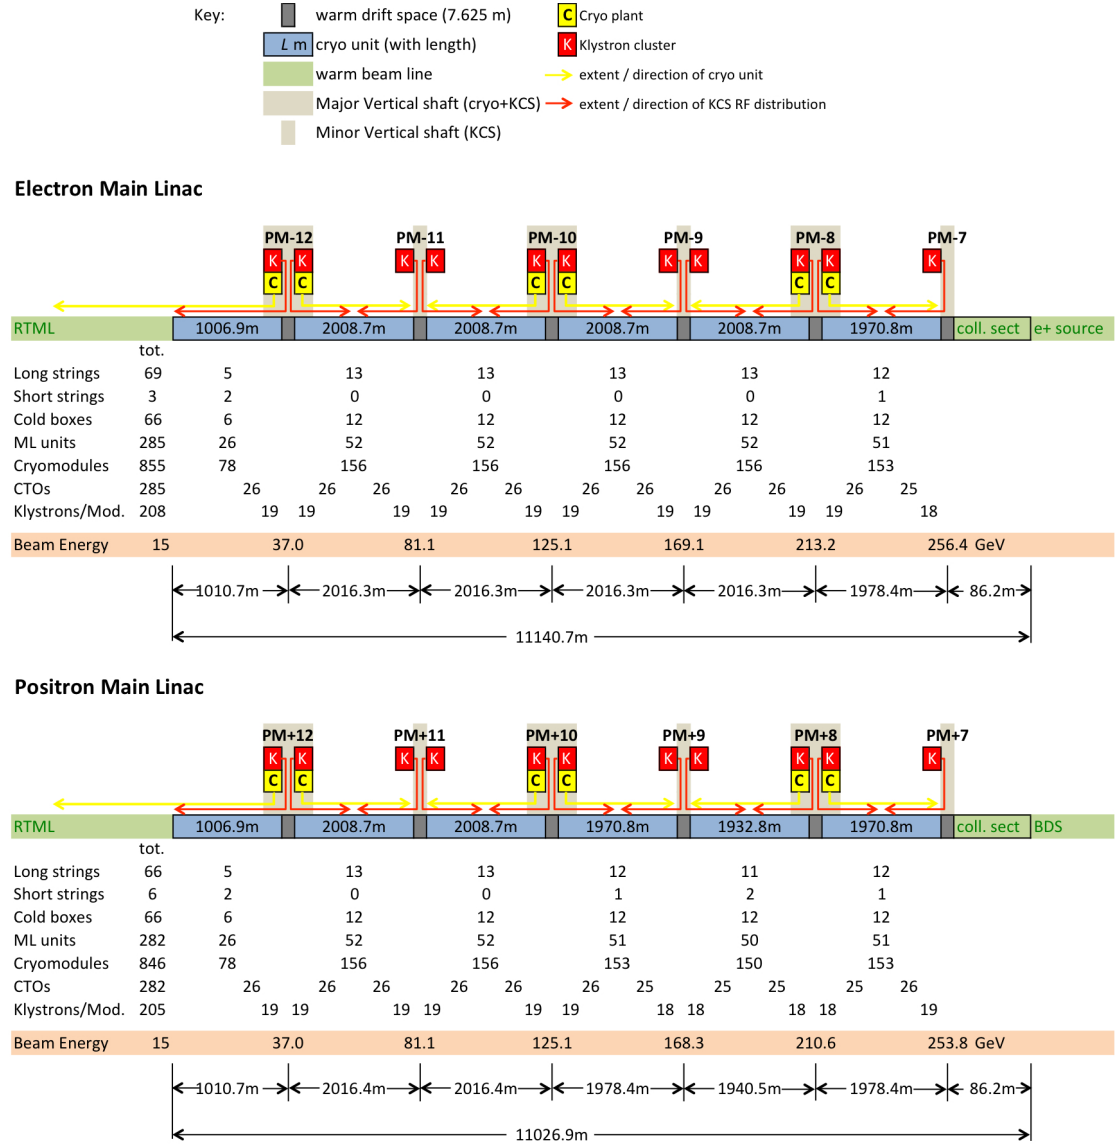 Key: warm drift space (7.625 m) C Cryo plant
L m cryo unit (with length) K Klystron cluster
warm beam line extent / direction of cryo unit
Major Vertical shaft (cryo+KCS) extent / direction of KCS RF distribution
Minor Vertical shaft (KCS)
Electron Main Linac
PM-12 PM-11 PM-10 PM-9 PM-8 PM-7
K K K K K K K K K K K
C C C C C C
RTML 1006.9m 2008.7m 2008.7m 2008.7m 2008.7m 1970.8m coll. sect e+ source
tot.
Long strings 69 5 13 13 13 13 12
Short strings 3 2 0 0 0 0 1
Cold boxes 66 6 12 12 12 12 12
ML units 285 26 52 52 52 52 51
Cryomodules 855 78 156 156 156 156 153
CTOs 285 26 26 26 26 26 26 26 26 26 26 25
Klystrons/Mod. 208 19 19 19 19 19 19 19 19 19 19 18
Beam Energy 15 37.0 81.1 125.1 169.1 213.2 256.4 GeV
1010.7m 2016.3m 2016.3m 2016.3m 2016.3m 1978.4m 86.2m
11140.7m
Positron Main Linac
PM+12 PM+11 PM+10 PM+9 PM+8 PM+7
K K K K K K K K K K K
C C C C C C
RTML 1006.9m 2008.7m 2008.7m 1970.8m 1932.8m 1970.8m coll. sect BDS
tot.
Long strings 66 5 13 13 12 11 12
Short strings 6 2 0 0 1 2 1
Cold boxes 66 6 12 12 12 12 12
ML units 282 26 52 52 51 50 51
Cryomodules 846 78 156 156 153 150 153
CTOs 282 26 26 26 26 26 26 25 25 25 25 26
Klystrons/Mod. 205 19 19 19 19 19 19 18 18 18 18 19
Beam Energy 15 37.0 81.1 125.1 168.3 210.6 253.8 GeV
1010.7m 2016.4m 2016.4m 1978.4m 1940.5m 1978.4m 86.2m
11026.9m